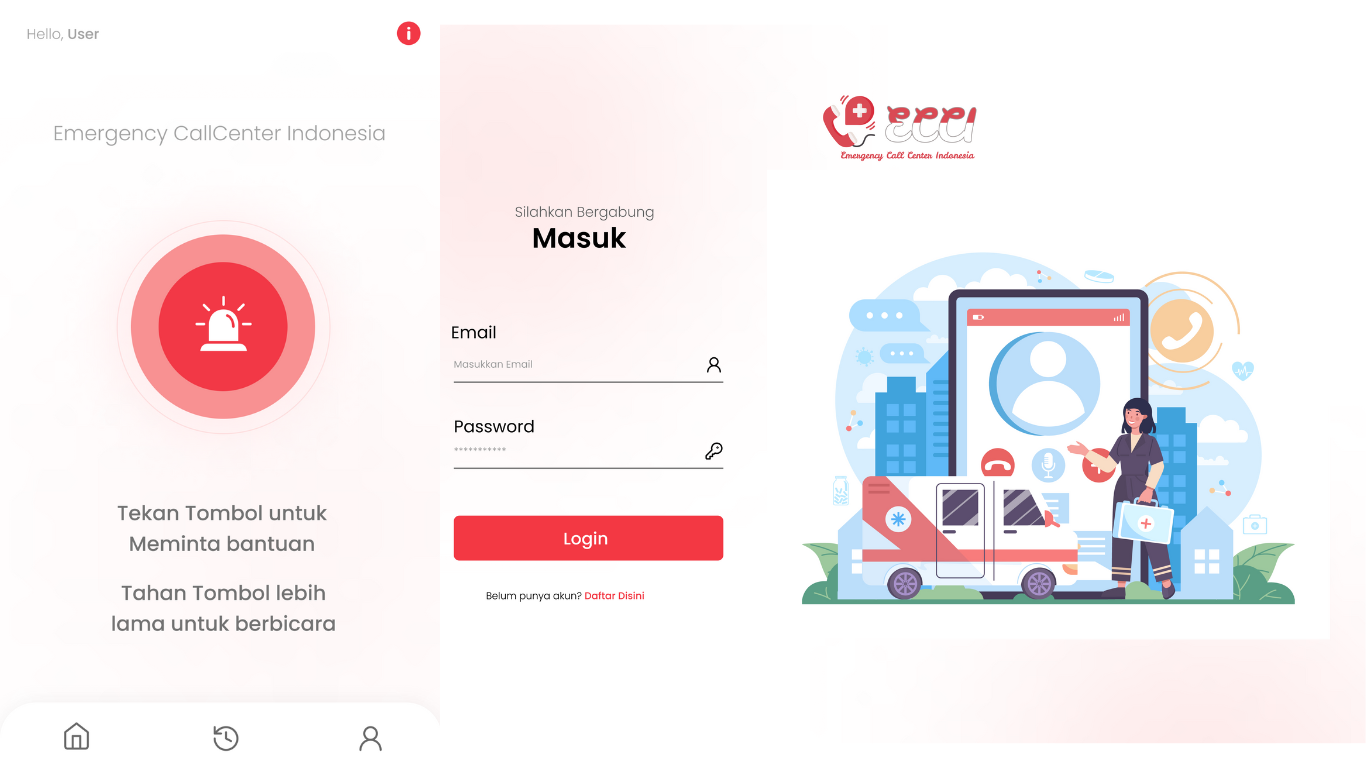 Hello, User
Emergency CallCenter Indonesia
Tekan Tombol untuk
Meminta bantuan
Tahan Tombol lebih
lama untuk berbicara
Silahkan Bergabung
Masuk
Email
Masukkan Email
Password
***********
Login
Belum punya akun? Daftar Disini
ECCI
Emergency Call Center Indonesia